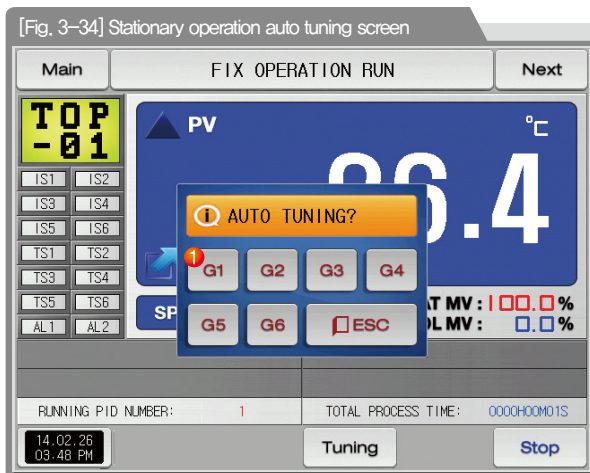 [Fig. 3-34] Stationary operation auto tuning screen
Main FIX OPERATION RUN Next
TOP
-01
PV ℃
IS1 IS2
IS3 IS4
IS5 IS6
TS1 TS2
TS3 TS4
TS5 TS6
AL1 AL2
.4
i AUTO TUNING?
1
G1 G2 G3 G4
G5 G6 ESC
SP
MV : 100.0%
MV : 0.0%
RUNNING PID NUMBER: 1 TOTAL PROCESS TIME: 0000H00M01S
14.02.26
03:48 PM
Tuning Stop